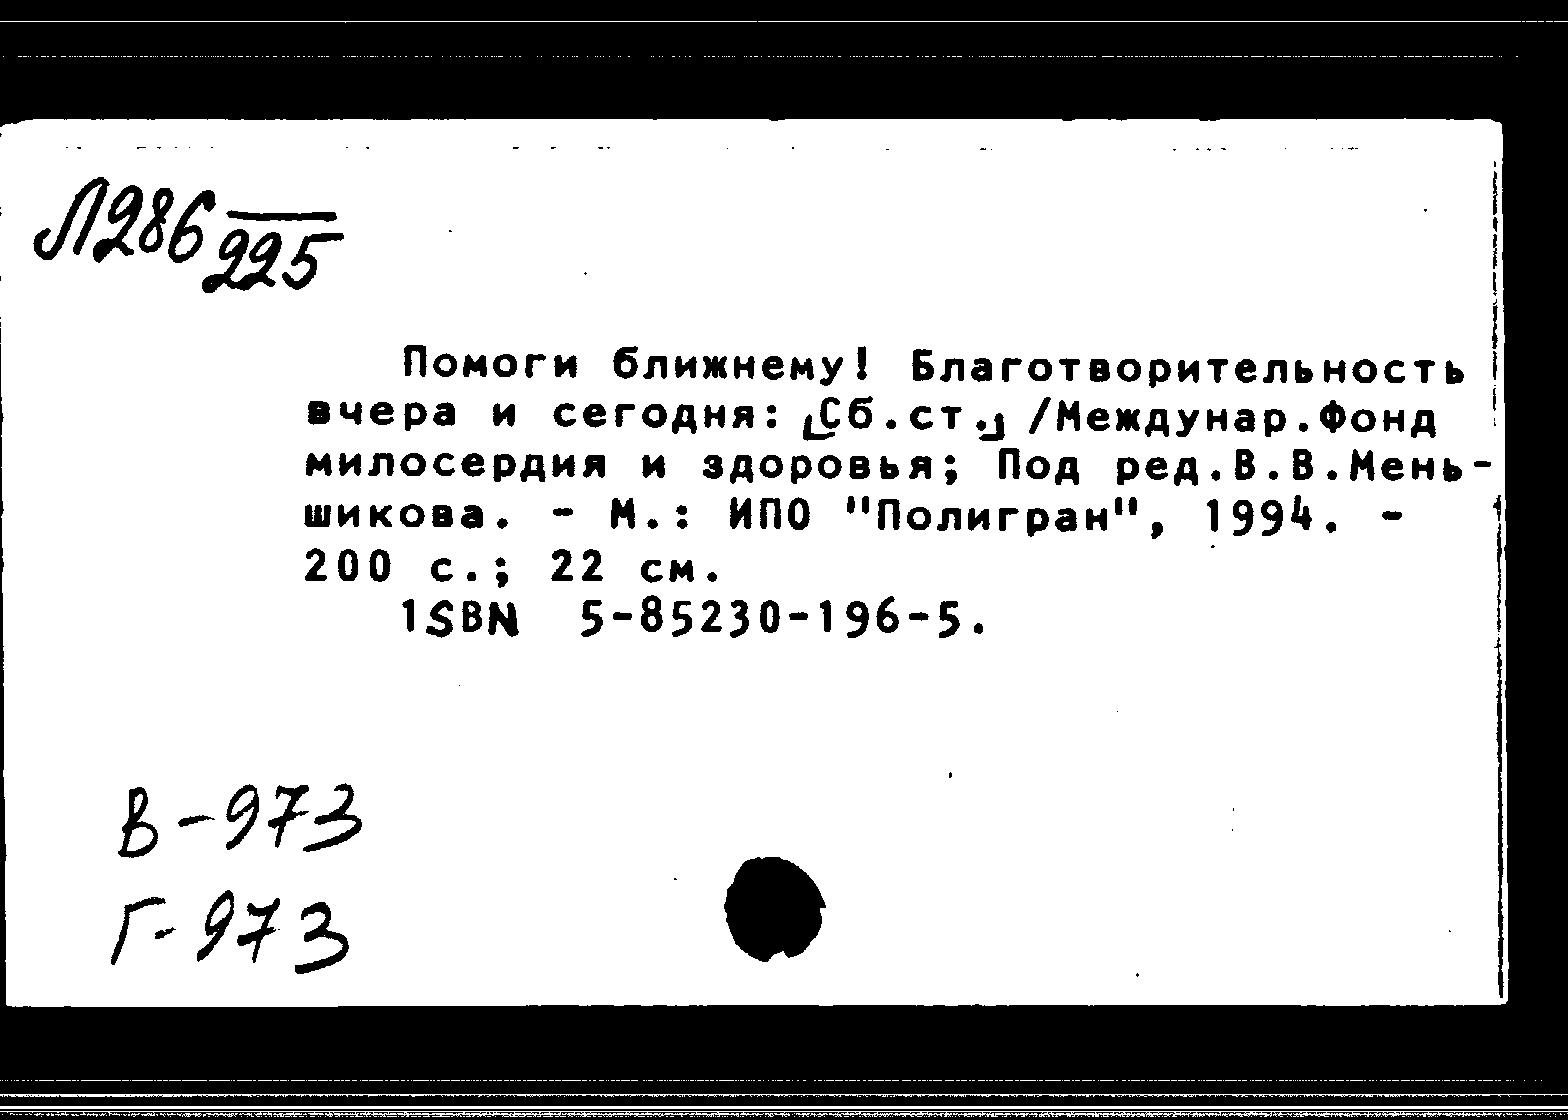 Л286
225
Помоги ближнему! Благотворительность
вчера и сегодня: [Сб.ст.] /Междунар.Фонд
милосердия и здоровья; Под ред.В.В.Мень-
шикова. - М.: ИПО "Полигран", 1994. -
200 с.; 22 см.
1SBN 5-85230-196-5.
В-973
Г-973